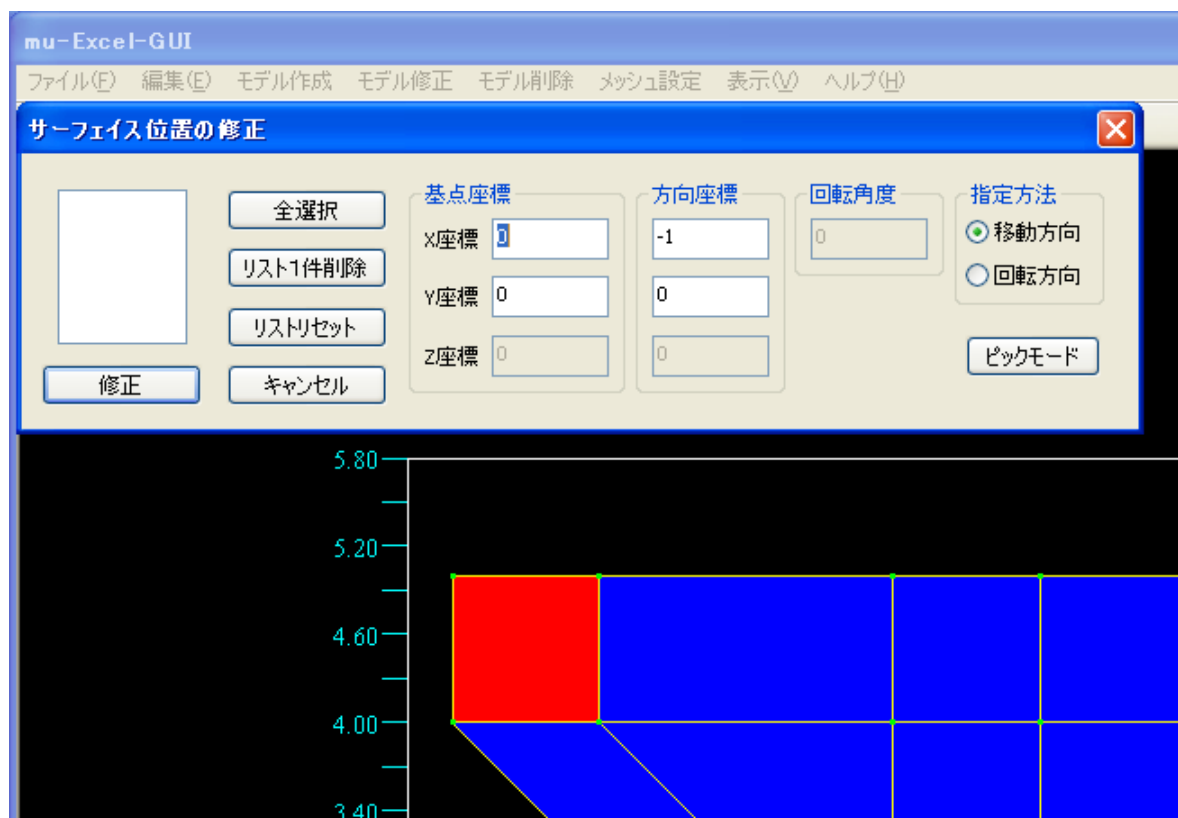 mu-Excel-GUI
ファイル(F) 編集(E) モデル作成 モデル修正 モデル削除 メッシュ設定 表示(V) ヘルプ(H)
サーフェイス位置の修正
全選択
リスト1件削除
リストリセット
修正
キャンセル
基点座標
X座標 0
Y座標 0
Z座標 0
方向座標
-1
0
0
回転角度
0
指定方法
移動方向
回転方向
ピックモード
5.80
5.20
4.60
4.00
3.40